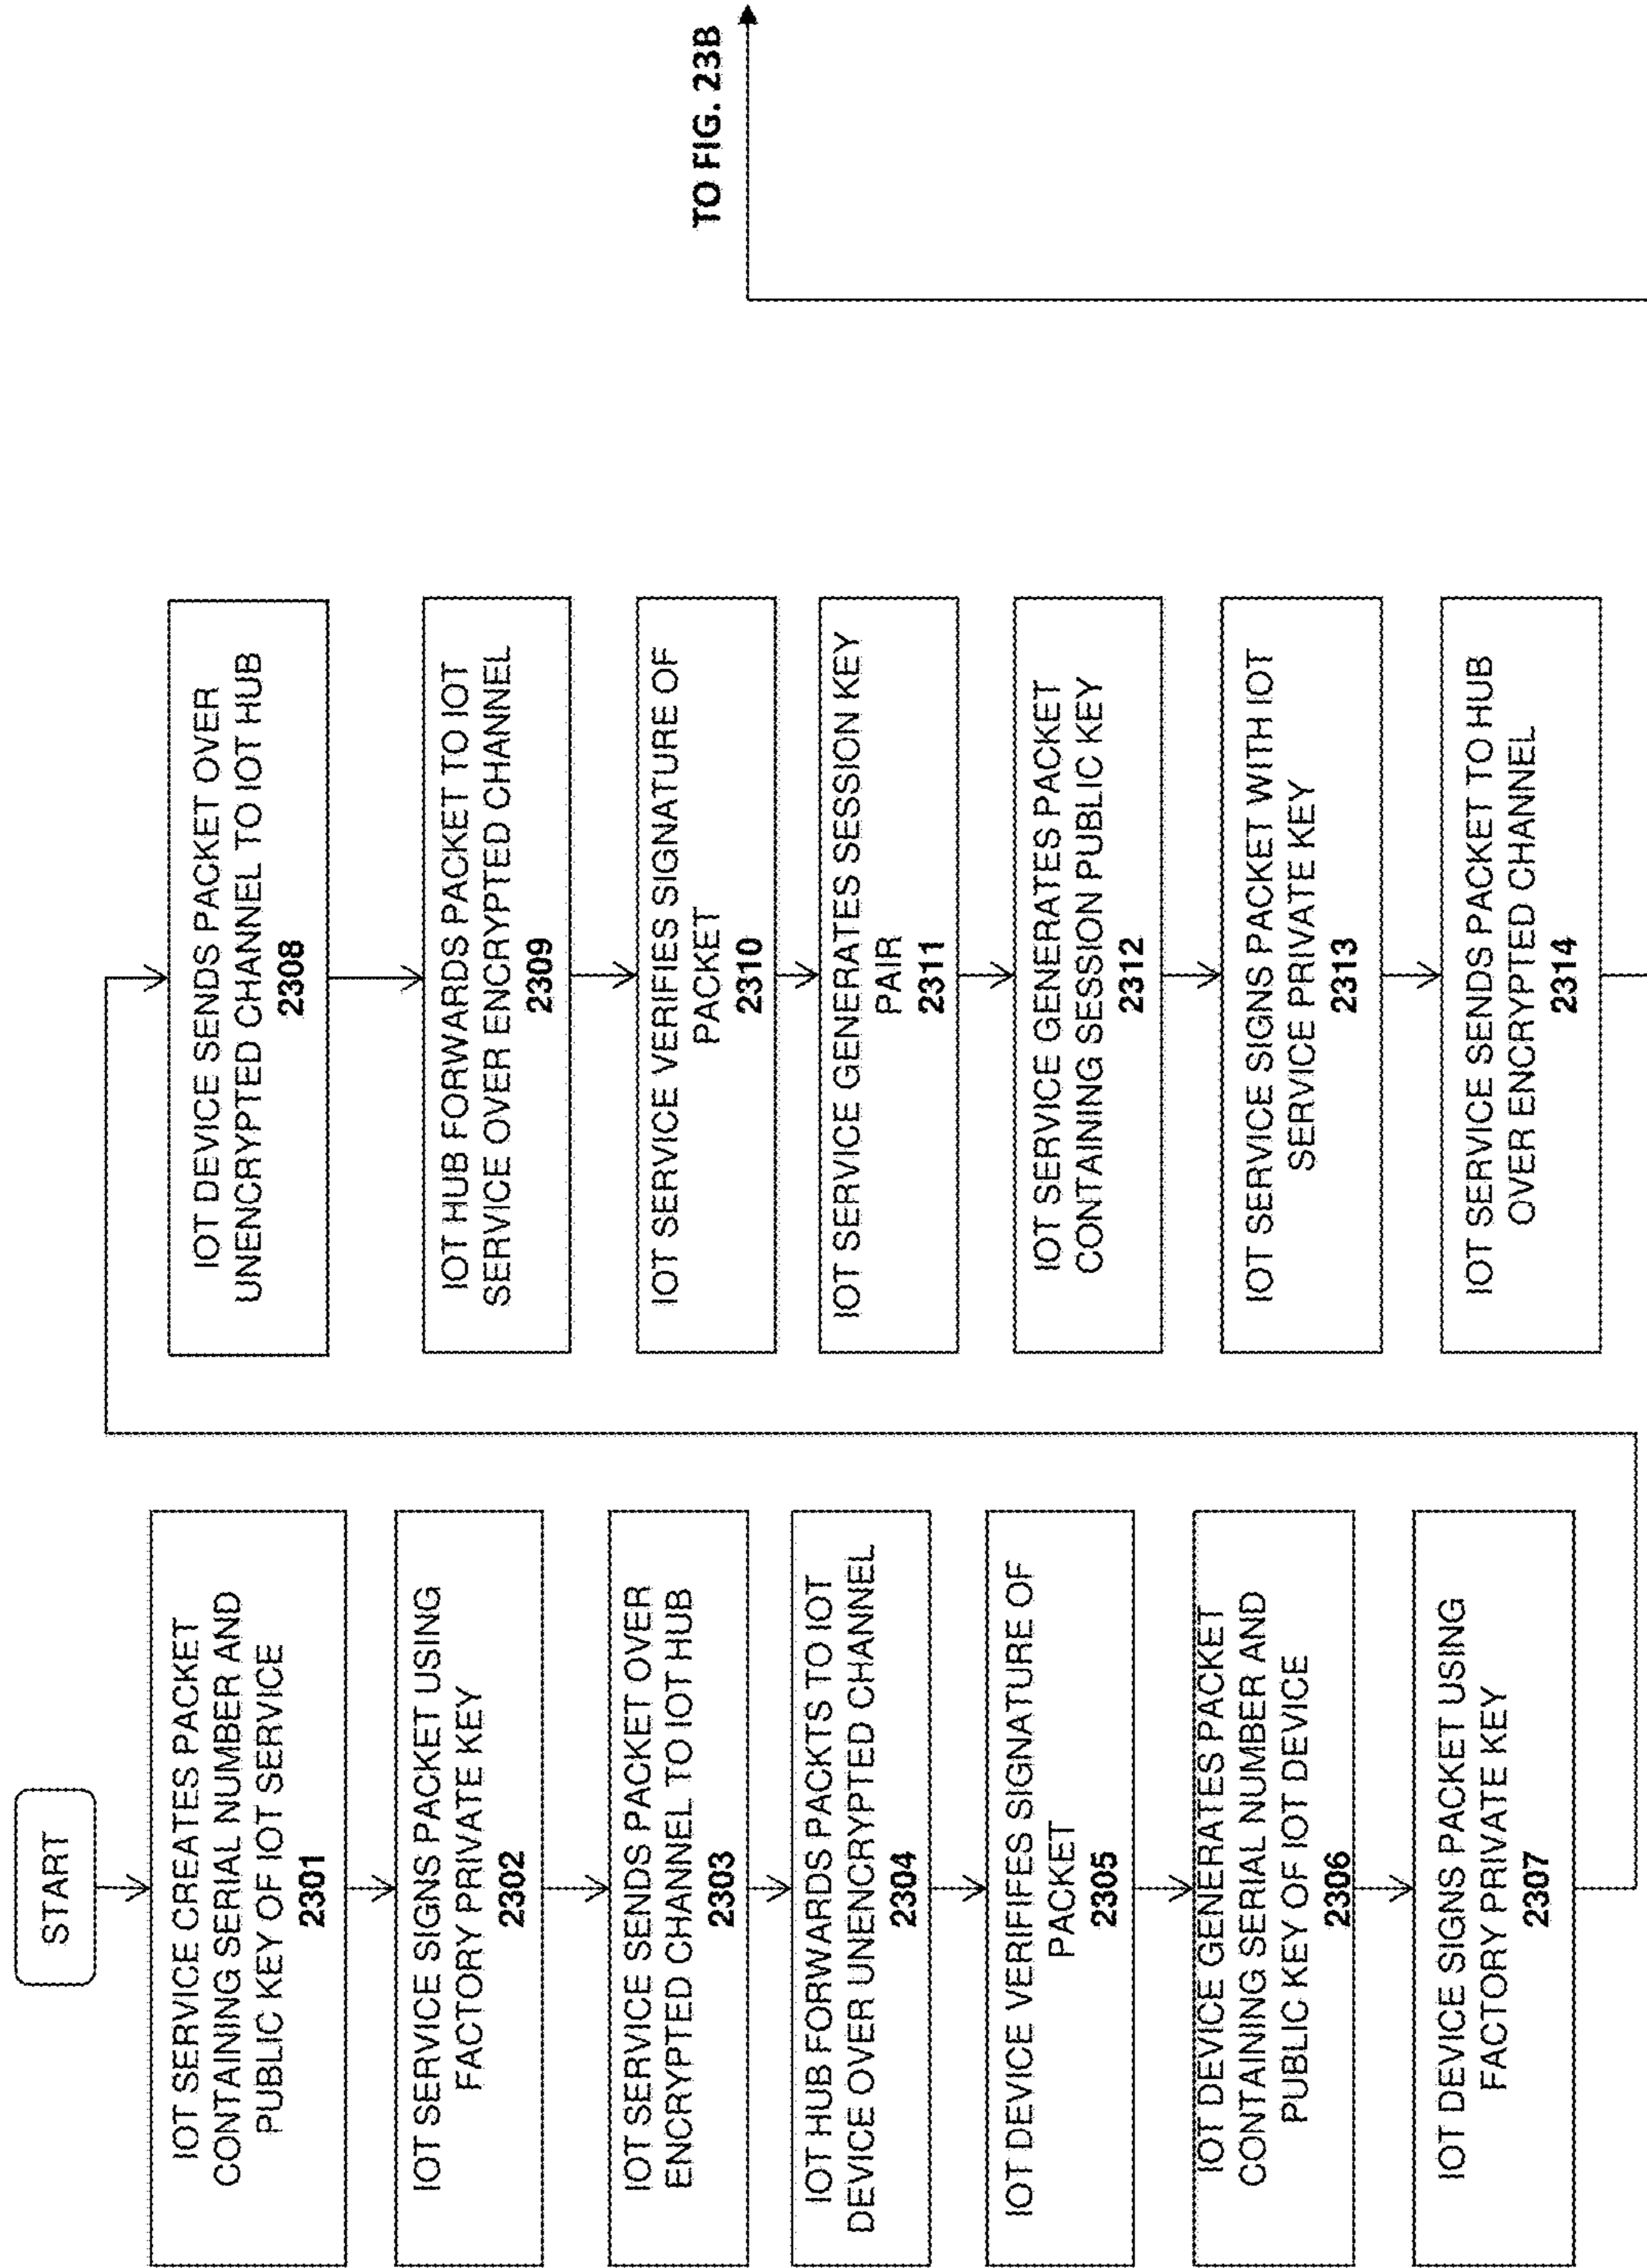 START
IOT SERVICE CREATES PACKET
CONTAINING SERIAL NUMBER AND
PUBLIC KEY OF IOT SERVICE
2301
IOT SERVICE SIGNS PACKET USING
FACTORY PRIVATE KEY
2302
IOT SERVICE SENDS PACKET OVER
ENCRYPTED CHANNEL TO IOT HUB
2303
IOT HUB FORWARDS PACKTS TO IOT
DEVICE OVER UNENCRYPTED CHANNEL
2304
IOT DEVICE VERIFIFES SIGNATURE OF
PACKET
2305
IOT DEVICE GENERATES PACKET
CONTAINING SERIAL NUMBER AND
PUBLIC KEY OF IOT DEVICE
2306
IOT DEVICE SIGNS PACKET USING
FACTORY PRIVATE KEY
2307
IOT DEVICE SENDS PACKET OVER
UNENCRYPTED CHANNEL TO IOT HUB
2308
IOT HUB FORWARDS PACKET TO IOT
SERVICE OVER ENCRYPTED CHANNEL
2309
IOT SERVICE VERIFIES SIGNATURE OF
PACKET
2310
IOT SERVICE GENERATES SESSION KEY
PAIR
2311
IOT SERVICE GENERATES PACKET
CONTAINING SESSION PUBLIC KEY
2312
IOT SERVICE SIGNS PACKET WITH IOT
SERVICE PRIVATE KEY
2313
IOT SERVICE SENDS PACKET TO HUB
OVER ENCRYPTED CHANNEL
2314
TO FIG. 23B